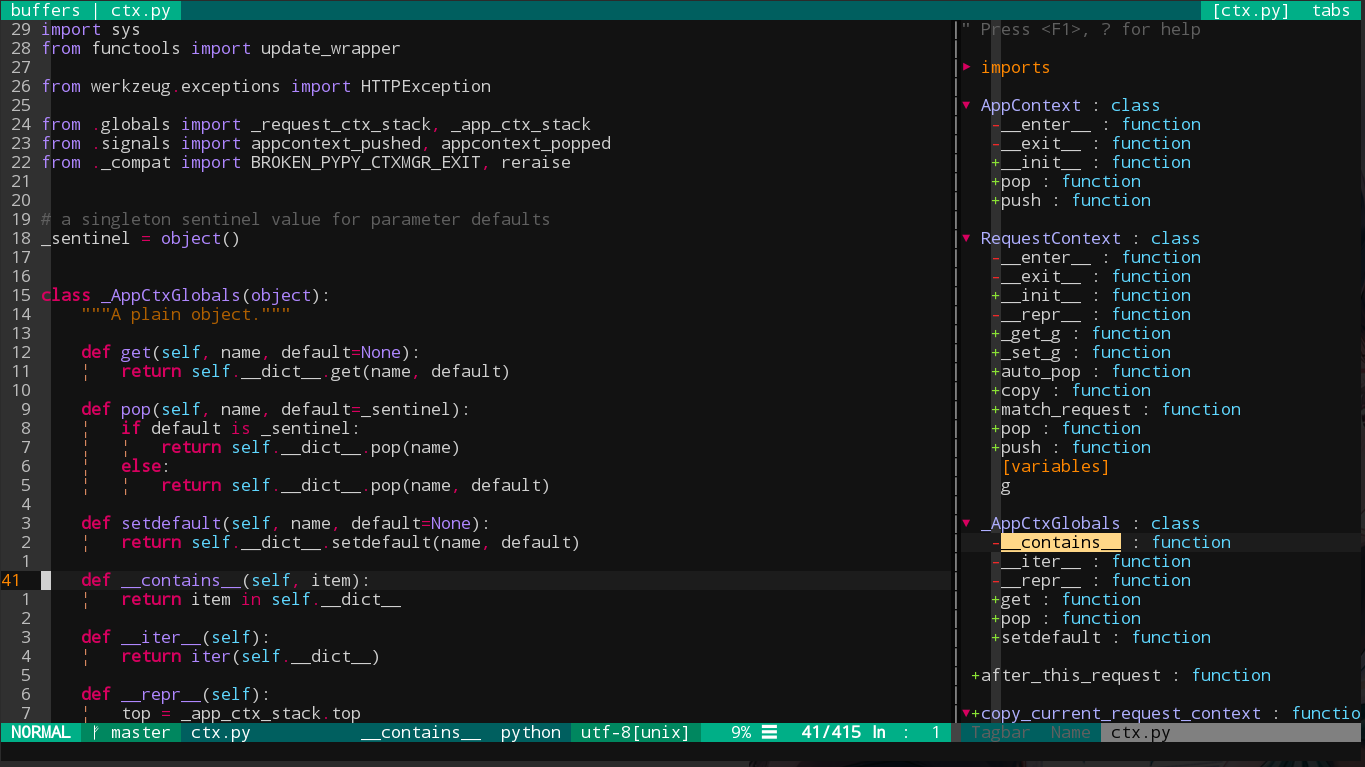 buffers | ctx.py [ctx.py] tabs
29 import sys
28 from functools import update_wrapper
27
26 from werkzeug.exceptions import HTTPException
25
24 from .globals import _request_ctx_stack, _app_ctx_stack
23 from .signals import appcontext_pushed, appcontext_popped
22 from ._compat import BROKEN_PYPY_CTXMGR_EXIT, reraise
21
20
19 # a singleton sentinel value for parameter defaults
18 _sentinel = object()
17
16
15 class _AppCtxGlobals(object):
14     """A plain object."""
13
12     def get(self, name, default=None):
11     ¦   return self.__dict__.get(name, default)
10
9     def pop(self, name, default=_sentinel):
8     ¦   if default is _sentinel:
7     ¦   ¦   return self.__dict__.pop(name)
6     ¦   else:
5     ¦   ¦   return self.__dict__.pop(name, default)
4
3     def setdefault(self, name, default=None):
2     ¦   return self.__dict__.setdefault(name, default)
1
41     def __contains__(self, item):
1     ¦   return item in self.__dict__
2
3     def __iter__(self):
4     ¦   return iter(self.__dict__)
5
6     def __repr__(self):
7     ¦   top = _app_ctx_stack.top
" Press <F1>, ? for help
▸ imports
▾ AppContext : class
-__enter__ : function
-__exit__ : function
+__init__ : function
+pop : function
+push : function
▾ RequestContext : class
-__enter__ : function
-__exit__ : function
+__init__ : function
-__repr__ : function
+_get_g : function
+_set_g : function
+auto_pop : function
+copy : function
+match_request : function
+pop : function
+push : function
[variables]
g
▾ _AppCtxGlobals : class
-__contains__ : function
-__iter__ : function
-__repr__ : function
+get : function
+pop : function
+setdefault : function
+after_this_request : function
▾+copy_current_request_context : functio
NORMAL master ctx.py __contains__ python utf-8[unix] 9% ☰ 41/415 ln : 1 Tagbar Name ctx.py